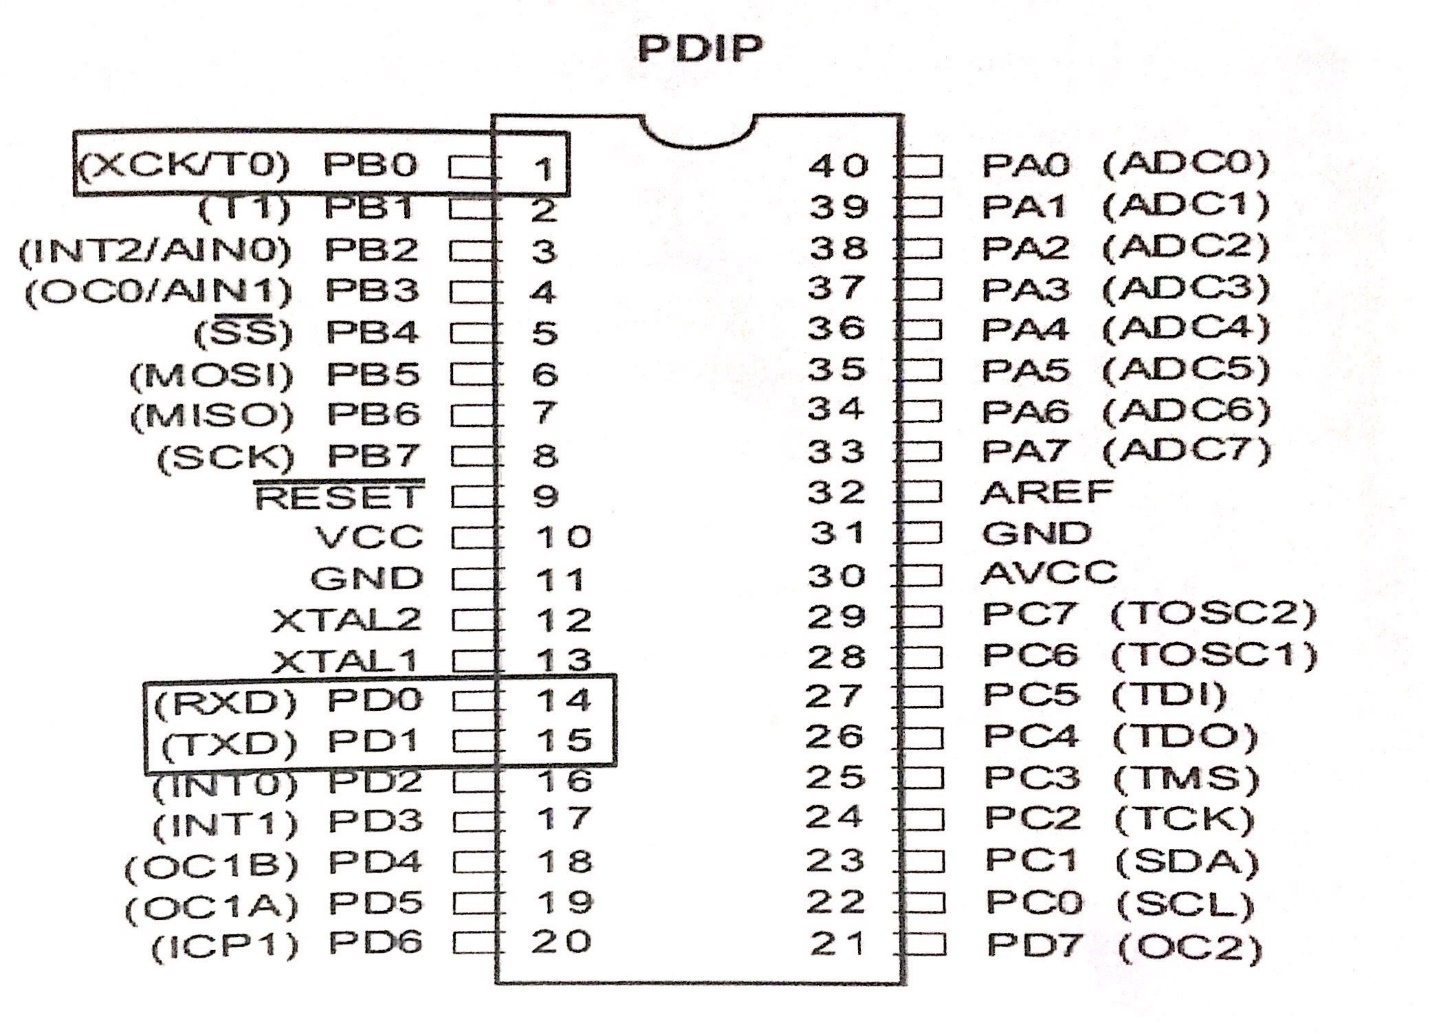 PDIP
(XCK/T0) PB0 1 40 PA0 (ADC0)
(T1) PB1 2 39 PA1 (ADC1)
(INT2/AIN0) PB2 3 38 PA2 (ADC2)
(OC0/AIN1) PB3 4 37 PA3 (ADC3)
(SS) PB4 5 36 PA4 (ADC4)
(MOSI) PB5 6 35 PA5 (ADC5)
(MISO) PB6 7 34 PA6 (ADC6)
(SCK) PB7 8 33 PA7 (ADC7)
RESET 9 32 AREF
VCC 10 31 GND
GND 11 30 AVCC
XTAL2 12 29 PC7 (TOSC2)
XTAL1 13 28 PC6 (TOSC1)
(RXD) PD0 14 27 PC5 (TDI)
(TXD) PD1 15 26 PC4 (TDO)
(INT0) PD2 16 25 PC3 (TMS)
(INT1) PD3 17 24 PC2 (TCK)
(OC1B) PD4 18 23 PC1 (SDA)
(OC1A) PD5 19 22 PC0 (SCL)
(ICP1) PD6 20 21 PD7 (OC2)